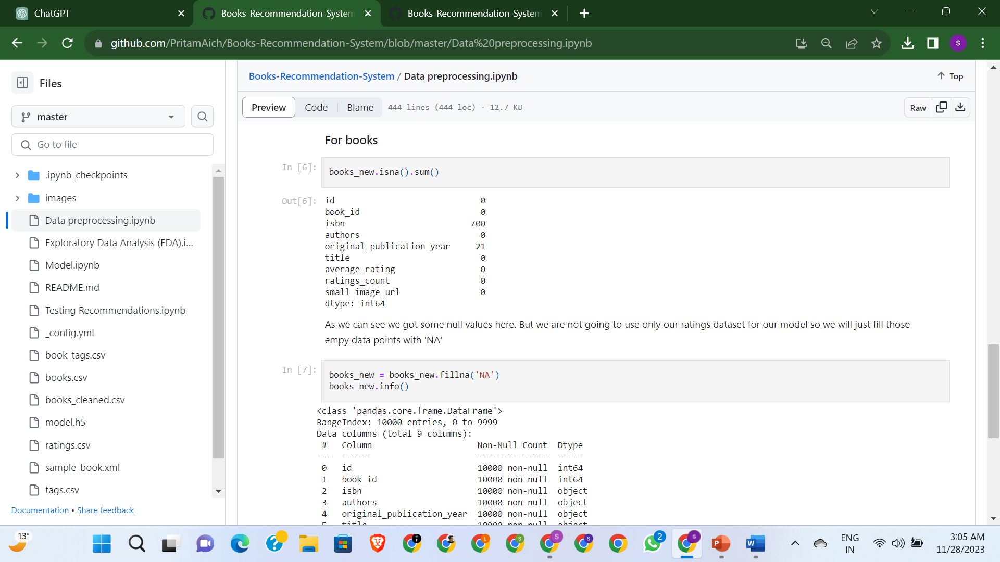 ChatGPT
Books-Recommendation-System
Books-Recommendation-System
github.com/PritamAich/Books-Recommendation-System/blob/master/Data%20preprocessing.ipynb
S
Files
master
Go to file
.ipynb_checkpoints
images
Data preprocessing.ipynb
Exploratory Data Analysis (EDA).i...
Model.ipynb
README.md
Testing Recommendations.ipynb
_config.yml
book_tags.csv
books.csv
books_cleaned.csv
model.h5
ratings.csv
sample_book.xml
tags.csv
Documentation • Share feedback
Books-Recommendation-System / Data preprocessing.ipynb
Top
Preview Code Blame 444 lines (444 loc) · 12.7 KB
Raw
For books
In [6]: books_new.isna().sum()
Out[6]: id 0
book_id 0
isbn 700
authors 0
original_publication_year 21
title 0
average_rating 0
ratings_count 0
small_image_url 0
dtype: int64
As we can see we got some null values here. But we are not going to use only our ratings dataset for our model so we will just fill those
empy data points with 'NA'
In [7]: books_new = books_new.fillna('NA')
books_new.info()
<class 'pandas.core.frame.DataFrame'>
RangeIndex: 10000 entries, 0 to 9999
Data columns (total 9 columns):
# Column Non-Null Count Dtype
--- ------ -------------- -----
0 id 10000 non-null int64
1 book_id 10000 non-null int64
2 isbn 10000 non-null object
3 authors 10000 non-null object
4 original_publication_year 10000 non-null object
5 title 10000 non-null object
13°
2
ENG
IN
3:05 AM
11/28/2023